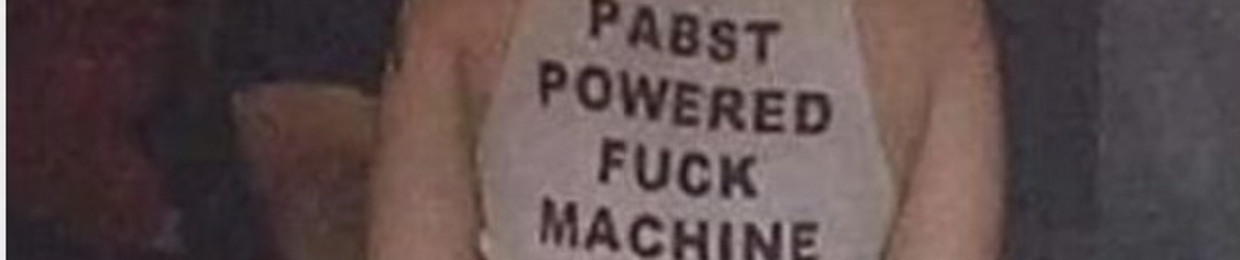 PABST
POWERED
FUCK
MACHINE